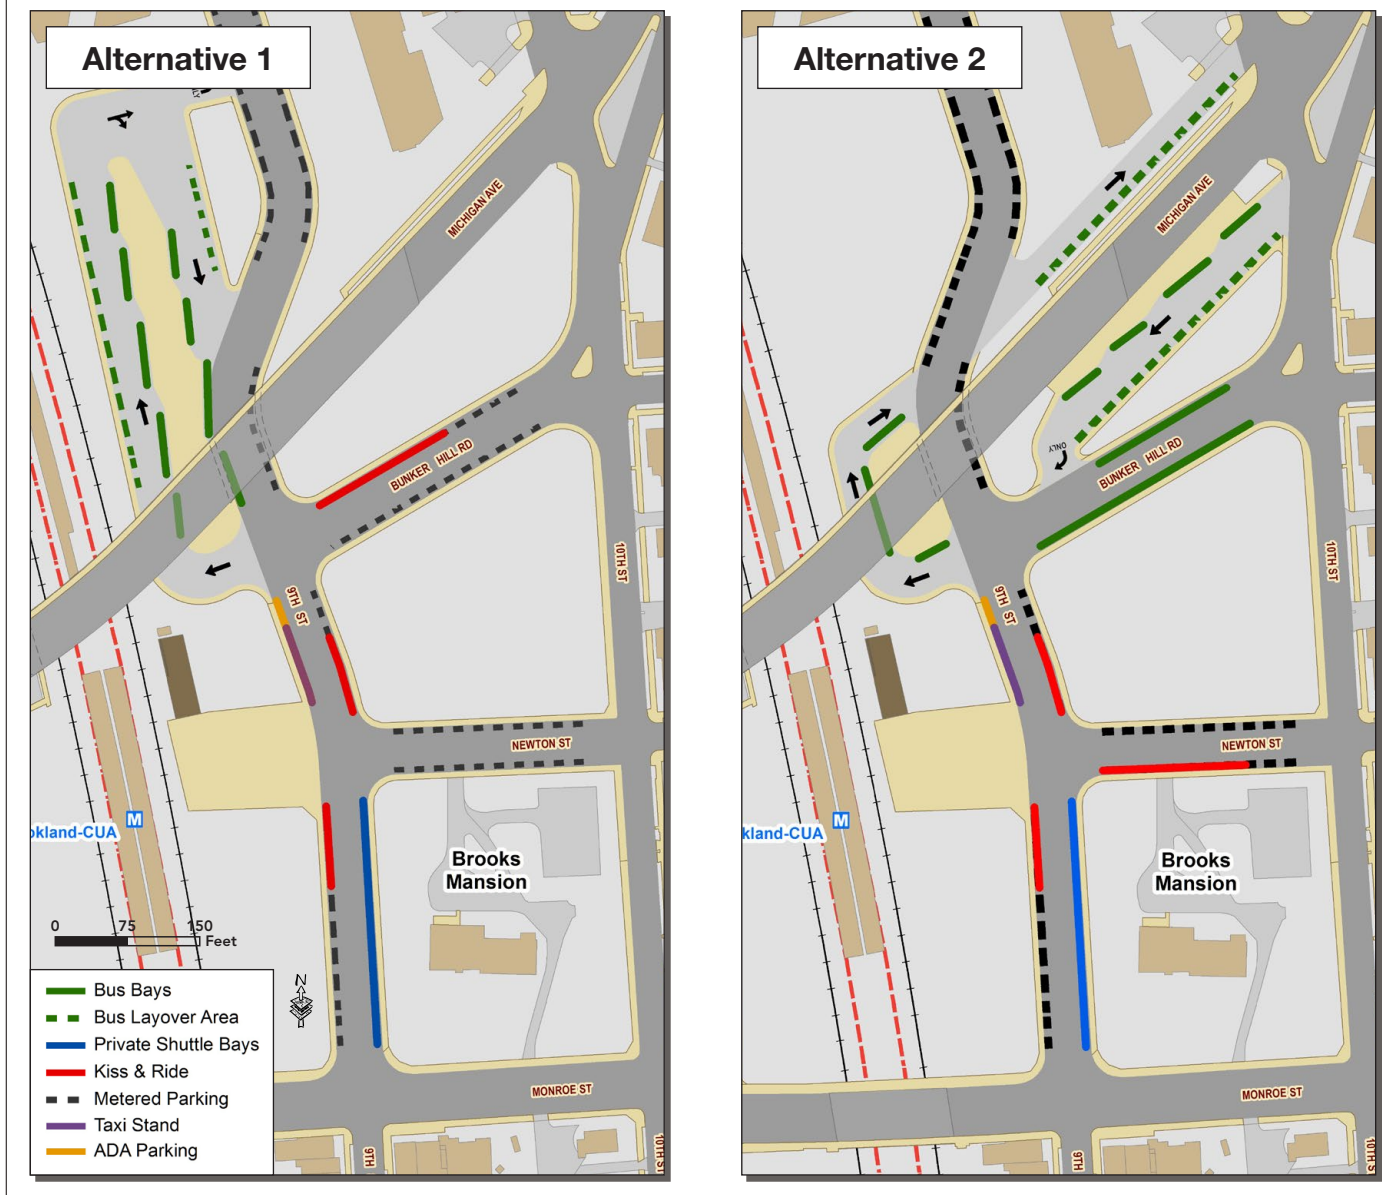 Alternative 1
MICHIGAN AVE
BUNKER HILL RD
10TH ST
9TH ST
NEWTON ST
M
okland-CUA
Brooks
Mansion
0 75 150
Feet
N
Bus Bays
Bus Layover Area
Private Shuttle Bays
Kiss & Ride
Metered Parking
Taxi Stand
ADA Parking
MONROE ST
9TH
10TH ST
Alternative 2
MICHIGAN AVE
ONLY
BUNKER HILL RD
10TH ST
9TH ST
NEWTON ST
M
kland-CUA
Brooks
Mansion
MONROE ST
9TH
10TH ST